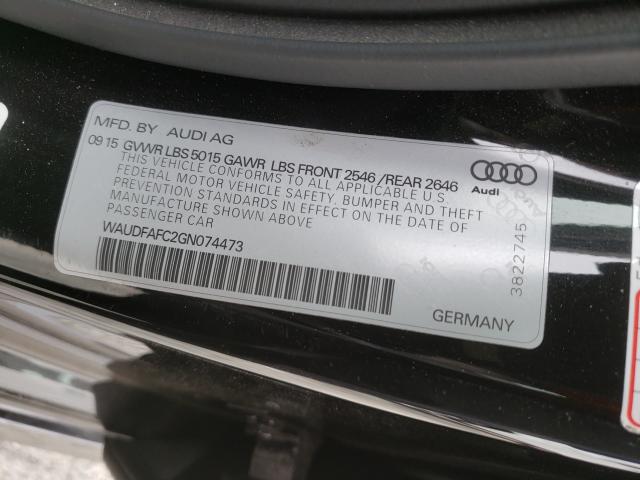 MFD. BY AUDI AG
09 15 GVWR LBS 5015 GAWR LBS FRONT 2546 / REAR 2646
THIS VEHICLE CONFORMS TO ALL APPLICABLE U.S.
FEDERAL MOTOR VEHICLE SAFETY, BUMPER AND THEFT
PREVENTION STANDARDS IN EFFECT ON THE DATE OF
MANUFACTURE SHOWN ABOVE
PASSENGER CAR
WAUDFAFC2GN074473
Audi
3822745
GERMANY